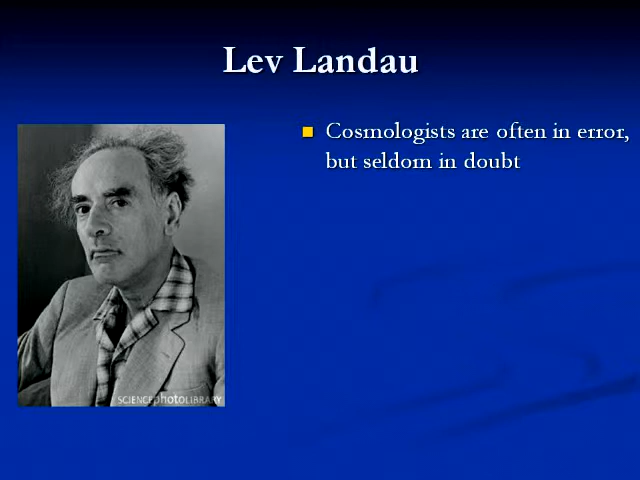 Lev Landau
Cosmologists are often in error,
but seldom in doubt
SCIENCEphotoLIBRARY